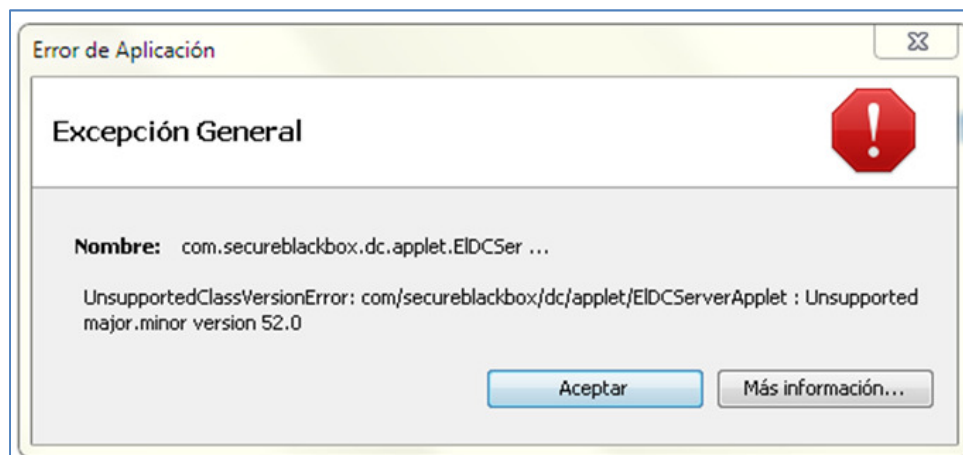 Error de Aplicación
Excepción General
Nombre: com.secureblackbox.dc.applet.ElDCSer ...
UnsupportedClassVersionError: com/secureblackbox/dc/applet/ElDCServerApplet : Unsupported
major.minor version 52.0
Aceptar
Más información...